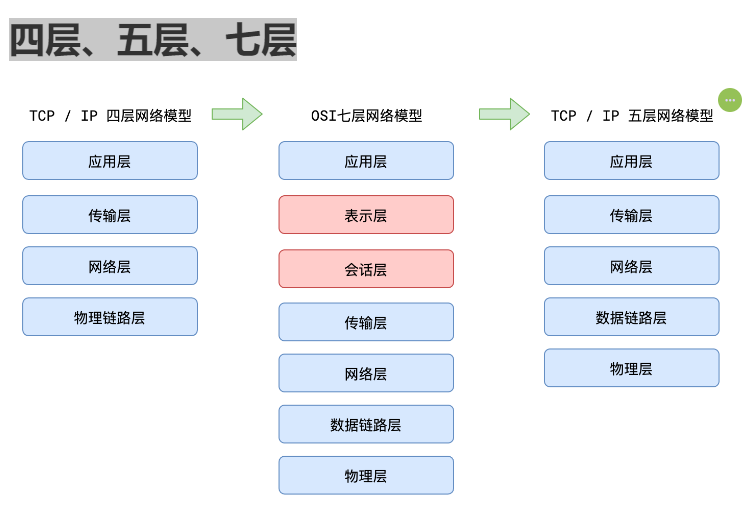 四层、五层、七层
TCP / IP 四层网络模型
应用层
传输层
网络层
物理链路层
OSI七层网络模型
应用层
表示层
会话层
传输层
网络层
数据链路层
物理层
TCP / IP 五层网络模型
应用层
传输层
网络层
数据链路层
物理层